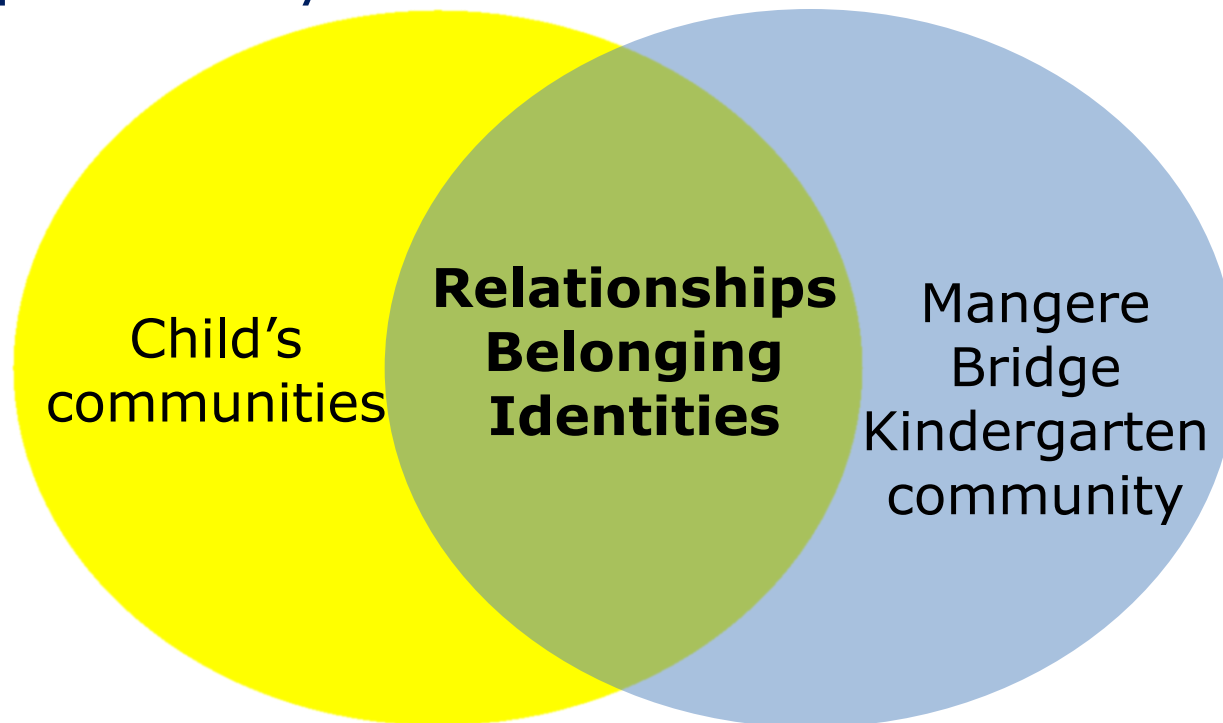 Child’s
communities
Relationships
Belonging
Identities
Mangere
Bridge
Kindergarten
community